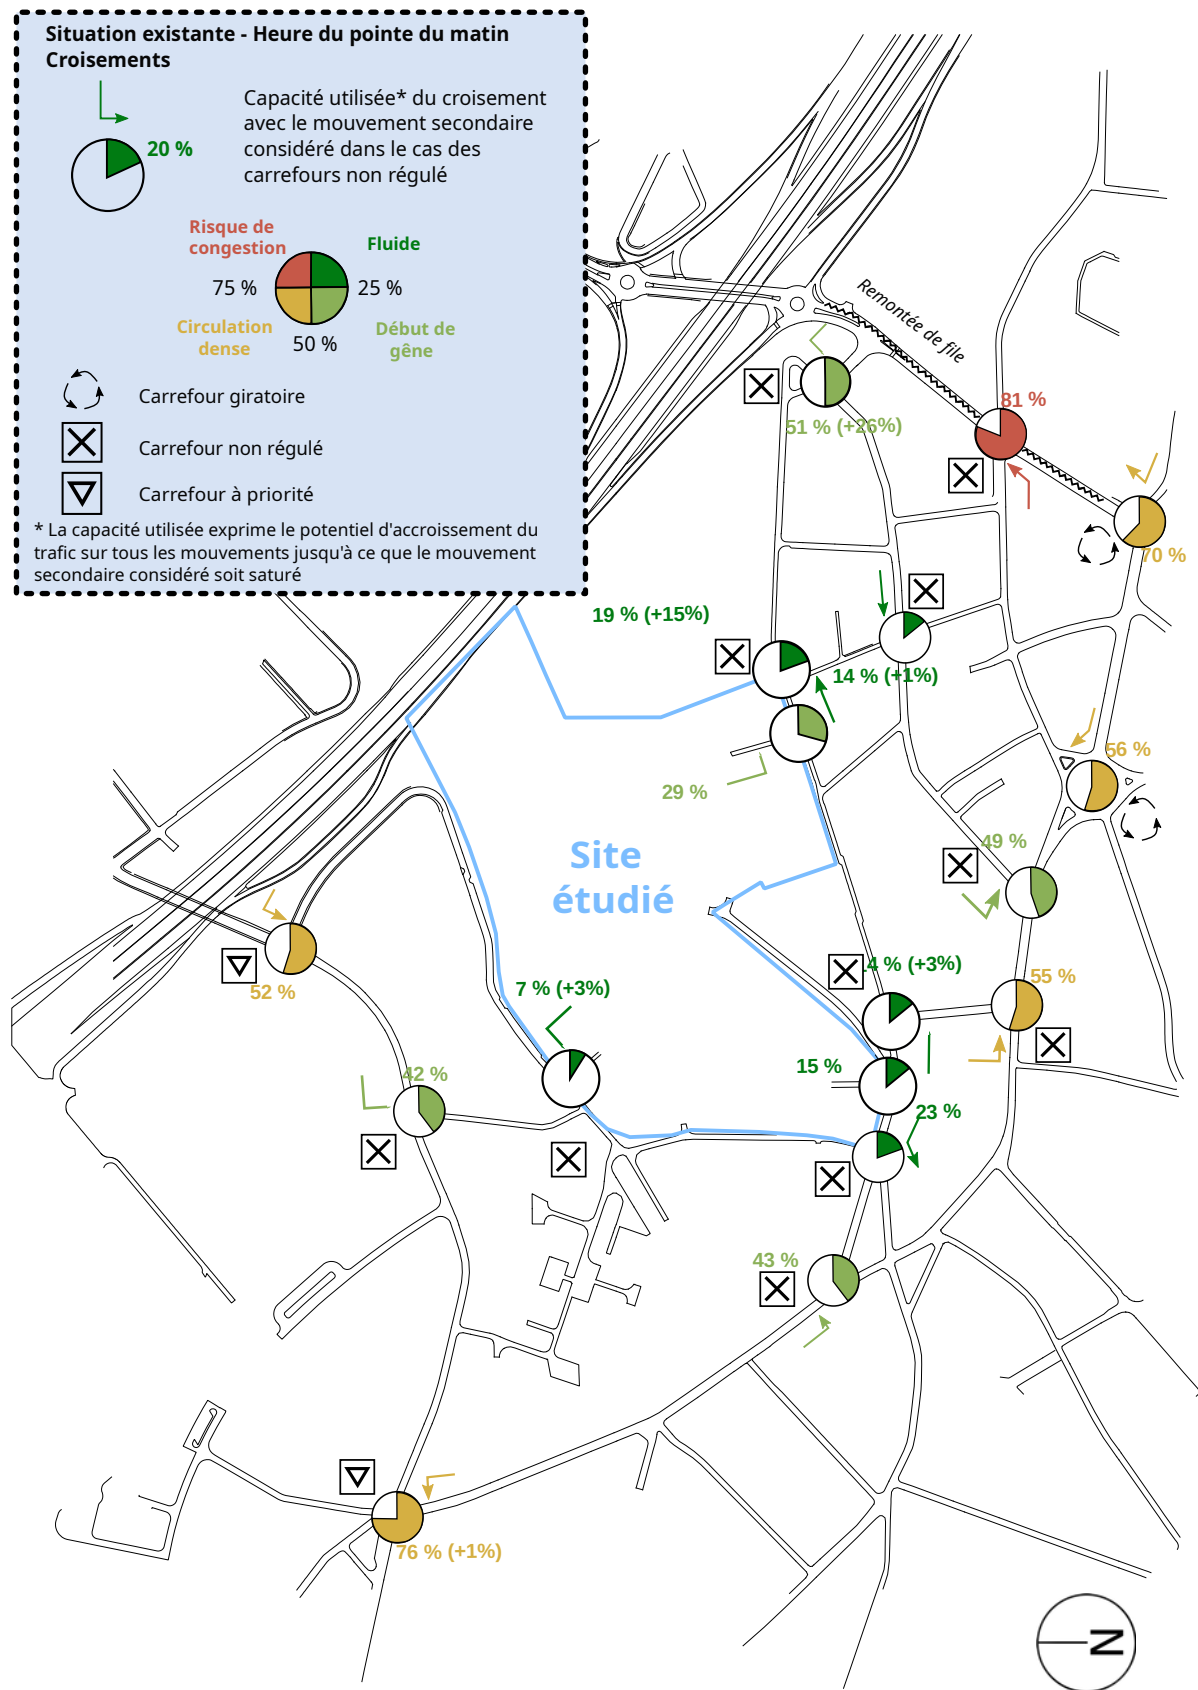 Situation existante - Heure du pointe du matin
Croisements
20 %
Capacité utilisée* du croisement
avec le mouvement secondaire
considéré dans le cas des
carrefours non régulé
Risque de
congestion
Fluide
75 %
25 %
Circulation
dense
50 %
Début de
gêne
Carrefour giratoire
Carrefour non régulé
Carrefour à priorité
* La capacité utilisée exprime le potentiel d'accroissement du
trafic sur tous les mouvements jusqu'à ce que le mouvement
secondaire considéré soit saturé
Remontée de file
81 %
51 % (+26%)
70 %
19 % (+15%)
14 % (+1%)
56 %
29 %
49 %
Site
étudié
4 % (+3%)
55 %
52 %
7 % (+3%)
15 %
42 %
23 %
43 %
76 % (+1%)
N